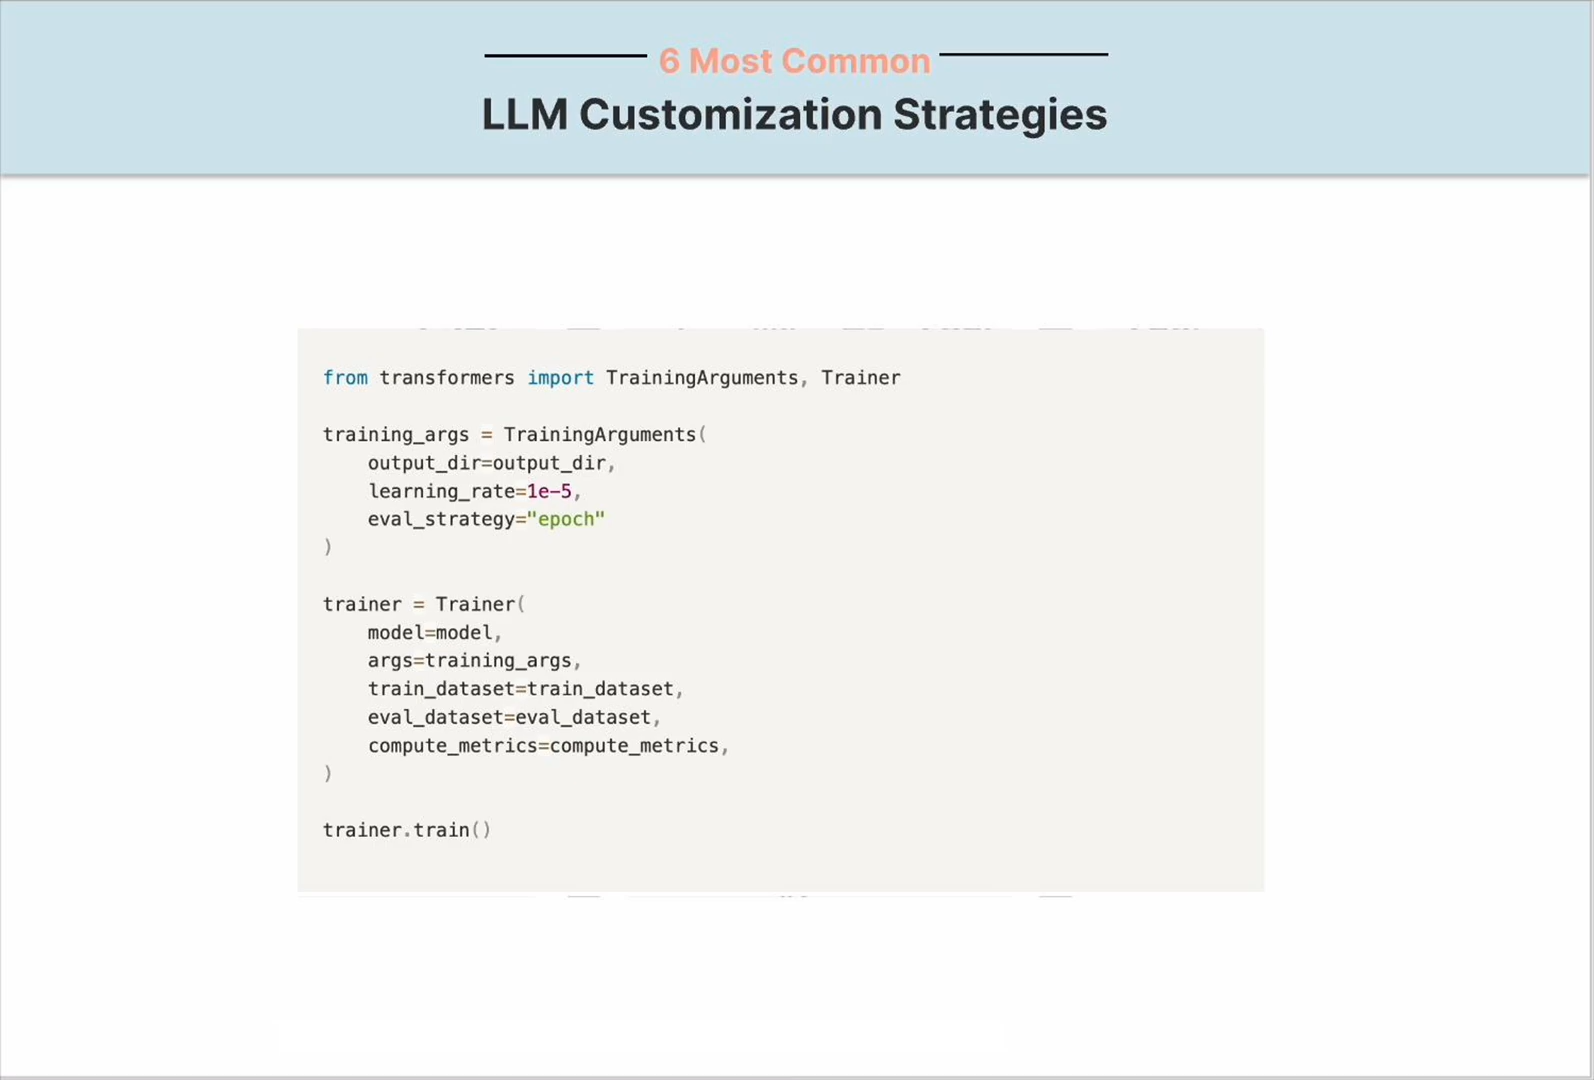 6 Most Common
LLM Customization Strategies
from transformers import TrainingArguments, Trainer
training_args = TrainingArguments(
    output_dir=output_dir,
    learning_rate=1e-5,
    eval_strategy="epoch"
)
trainer = Trainer(
    model=model,
    args=training_args,
    train_dataset=train_dataset,
    eval_dataset=eval_dataset,
    compute_metrics=compute_metrics,
)
trainer.train()